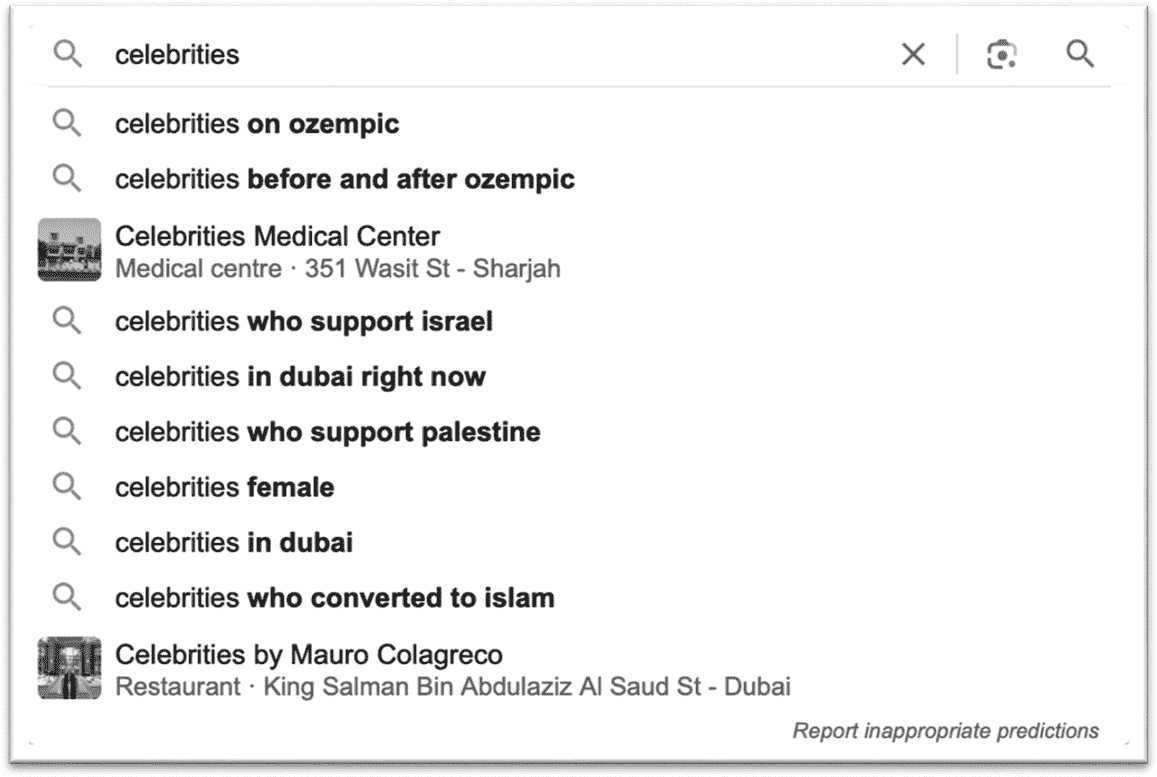 celebrities
celebrities on ozempic
celebrities before and after ozempic
Celebrities Medical Center
Medical centre · 351 Wasit St - Sharjah
celebrities who support israel
celebrities in dubai right now
celebrities who support palestine
celebrities female
celebrities in dubai
celebrities who converted to islam
Celebrities by Mauro Colagreco
Restaurant · King Salman Bin Abdulaziz Al Saud St - Dubai
Report inappropriate predictions